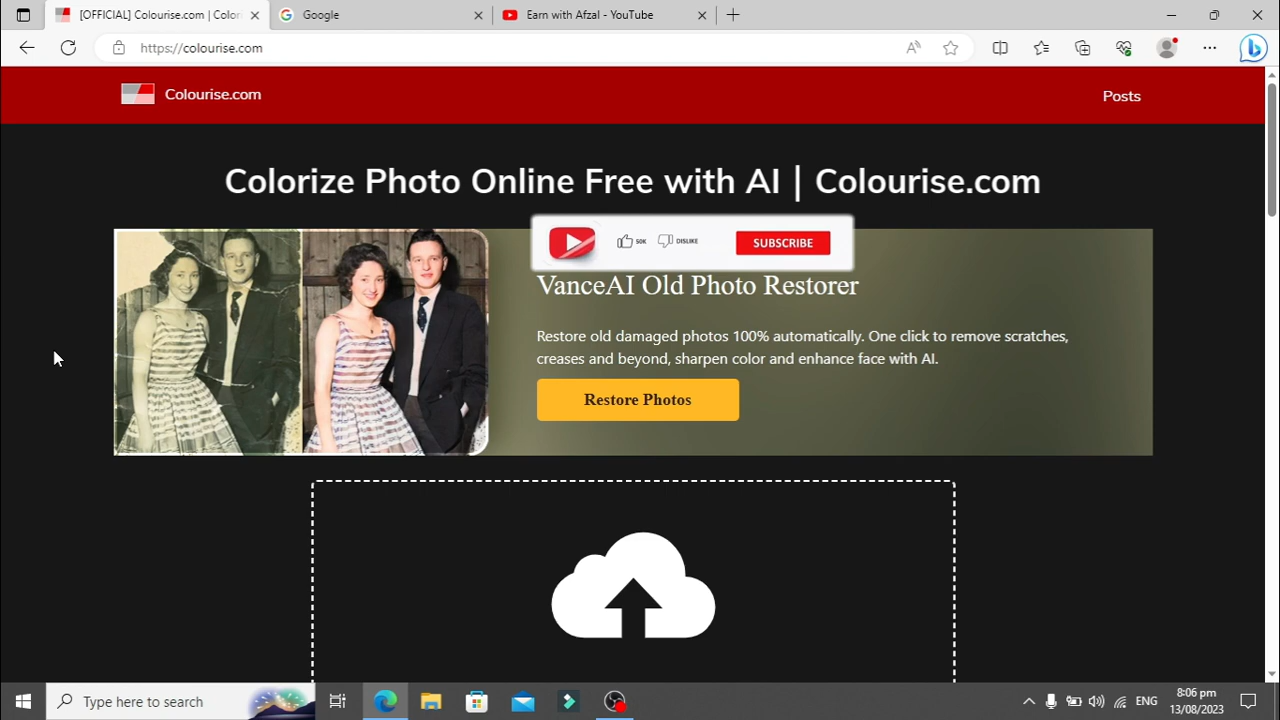 [OFFICIAL] Colourise.com | Colori
Google
Earn with Afzal - YouTube
https://colourise.com
Colourise.com
Posts
Colorize Photo Online Free with AI | Colourise.com
50K
DISLIKE
SUBSCRIBE
VanceAI Old Photo Restorer
Restore old damaged photos 100% automatically. One click to remove scratches,
creases and beyond, sharpen color and enhance face with AI.
Restore Photos
Type here to search
ENG
8:06 pm
13/08/2023